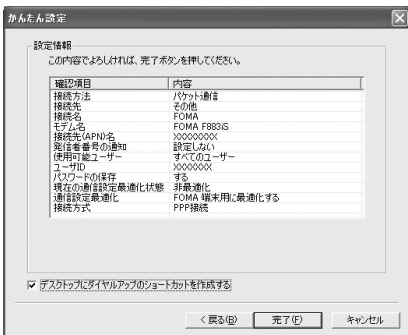 かんたん設定
設定情報
この内容でよろしければ、完了ボタンを押してください。
確認項目 内容
接続方法 パケット通信
接続先 その他
接続名 FOMA
モデム名 FOMA F883iS
接続先(APN)名 XXXXXXXX
発信者番号の通知 設定しない
使用可能ユーザー すべてのユーザー
ユーザID XXXXXXX
パスワードの保存 する
現在の通信設定最適化状態 非最適化
通信設定最適化 FOMA 端末用に最適化する
接続方式 PPP接続
デスクトップにダイヤルアップのショートカットを作成する
< 戻る(B) 完了(F) キャンセル